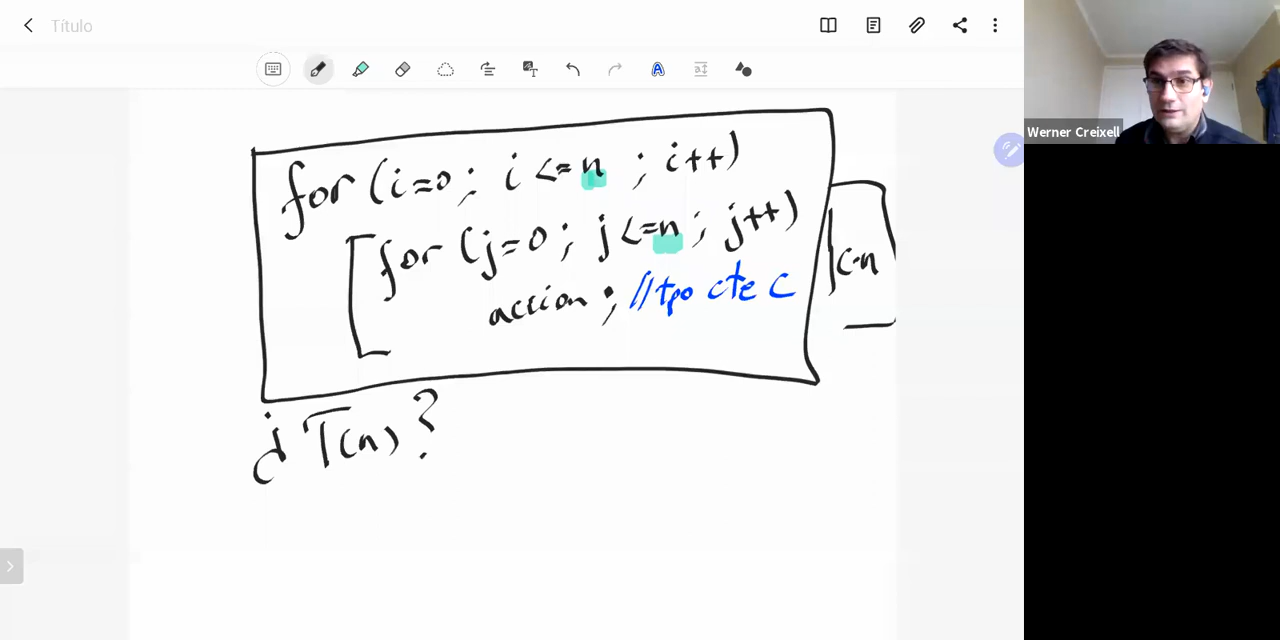 Título
Werner Creixell
for (i=0; i <= n ; i++)
for (j=0; j <= n; j++)
accion; //tpo cte C
C·n
¿ T(n) ?